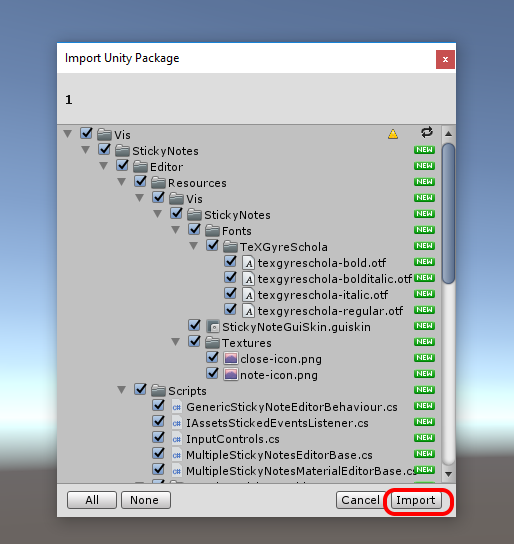 Import Unity Package
x
1
Vis
StickyNotes NEW
Editor NEW
Resources NEW
Vis NEW
StickyNotes NEW
Fonts NEW
TeXGyreSchola NEW
A texgyreschola-bold.otf NEW
A texgyreschola-bolditalic.otf NEW
A texgyreschola-italic.otf NEW
A texgyreschola-regular.otf NEW
StickyNoteGuiSkin.guiskin NEW
Textures NEW
close-icon.png NEW
note-icon.png NEW
Scripts NEW
C# GenericStickyNoteEditorBehaviour.cs NEW
C# IAssetsStickedEventsListener.cs NEW
C# InputControls.cs NEW
C# MultipleStickyNotesEditorBase.cs NEW
C# MultipleStickyNotesMaterialEditorBase.cs NEW
All None Cancel Import